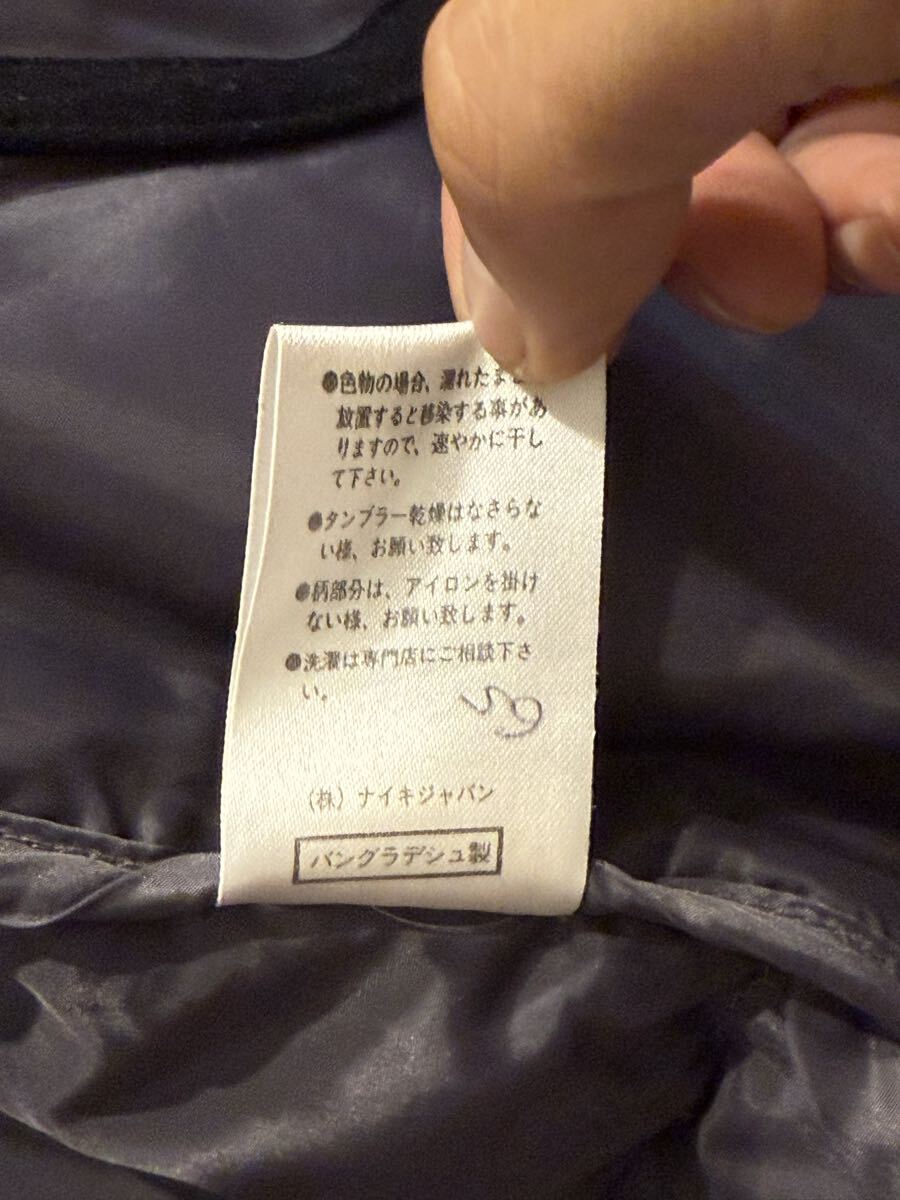 ●色物の場合、濡れたま
放置すると移染する事があ
りますので、速やかに干し
て下さい。
●タンブラー乾燥はなさらな
い様、お願い致します。
●柄部分は、アイロンを掛け
ない様、お願い致します。
●洗濯は専門店にご相談下さ
い。
(株) ナイキジャパン
バングラデシュ製